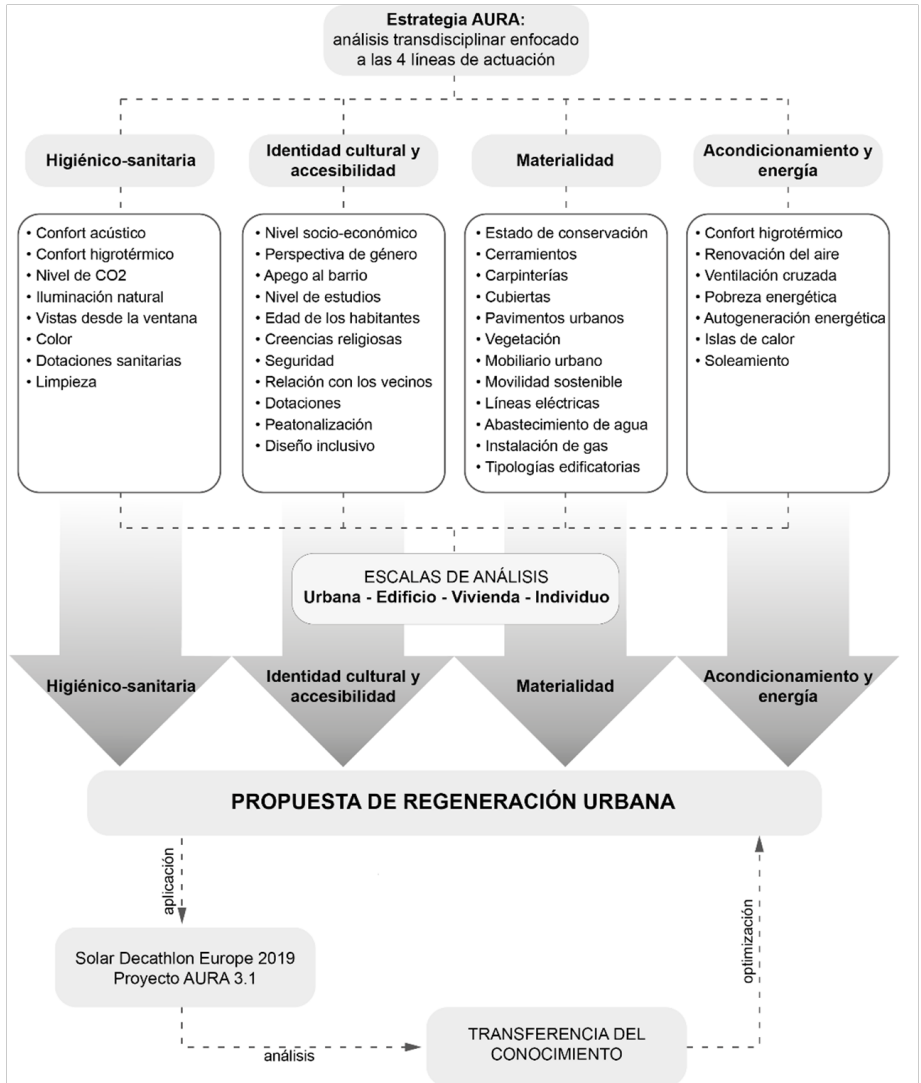 Estrategia AURA:
análisis transdisciplinar enfocado
a las 4 líneas de actuación
Higiénico-sanitaria
Identidad cultural y
accesibilidad
Materialidad
Acondicionamiento y
energía
• Confort acústico
• Confort higrotérmico
• Nivel de CO2
• Iluminación natural
• Vistas desde la ventana
• Color
• Dotaciones sanitarias
• Limpieza
• Nivel socio-económico
• Perspectiva de género
• Apego al barrio
• Nivel de estudios
• Edad de los habitantes
• Creencias religiosas
• Seguridad
• Relación con los vecinos
• Dotaciones
• Peatonalización
• Diseño inclusivo
• Estado de conservación
• Cerramientos
• Carpinterías
• Cubiertas
• Pavimentos urbanos
• Vegetación
• Mobiliario urbano
• Movilidad sostenible
• Líneas eléctricas
• Abastecimiento de agua
• Instalación de gas
• Tipologías edificatorias
• Confort higrotérmico
• Renovación del aire
• Ventilación cruzada
• Pobreza energética
• Autogeneración energética
• Islas de calor
• Soleamiento
ESCALAS DE ANÁLISIS
Urbana - Edificio - Vivienda - Individuo
Higiénico-sanitaria
Identidad cultural y
accesibilidad
Materialidad
Acondicionamiento y
energía
PROPUESTA DE REGENERACIÓN URBANA
aplicación
Solar Decathlon Europe 2019
Proyecto AURA 3.1
análisis
TRANSFERENCIA DEL
CONOCIMIENTO
optimización